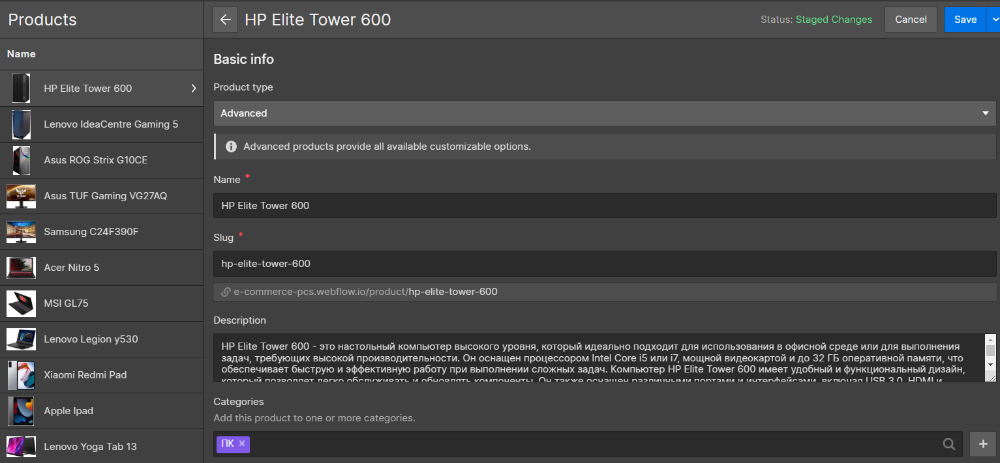 Products
HP Elite Tower 600
Status: Staged Changes
Cancel
Save
Name
HP Elite Tower 600
Lenovo IdeaCentre Gaming 5
Asus ROG Strix G10CE
Asus TUF Gaming VG27AQ
Samsung C24F390F
Acer Nitro 5
MSI GL75
Lenovo Legion y530
Xiaomi Redmi Pad
Apple Ipad
Lenovo Yoga Tab 13
Basic info
Product type
Advanced
Advanced products provide all available customizable options.
Name *
HP Elite Tower 600
Slug *
hp-elite-tower-600
e-commerce-pcs.webflow.io/product/hp-elite-tower-600
Description
HP Elite Tower 600 - это настольный компьютер высокого уровня, который идеально подходит для использования в офисной среде или для выполнения
задач, требующих высокой производительности. Он оснащен процессором Intel Core i5 или i7, мощной видеокартой и до 32 ГБ оперативной памяти, что
обеспечивает быструю и эффективную работу при выполнении сложных задач. Компьютер HP Elite Tower 600 имеет удобный и функциональный дизайн,
который позволяет легко обслуживать и обновлять компоненты. Он также оснащен различными портами и интерфейсами, включая USB 3.0, HDMI и
Categories
Add this product to one or more categories.
ПК ×